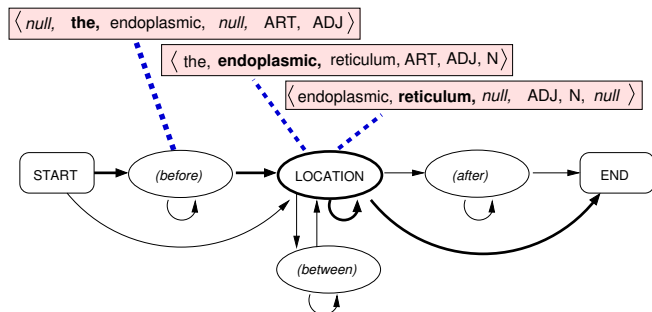 ⟨ null, the, endoplasmic, null, ART, ADJ ⟩
⟨ the, endoplasmic, reticulum, ART, ADJ, N ⟩
⟨ endoplasmic, reticulum, null, ADJ, N, null ⟩
START (before) LOCATION (after) END
(between)